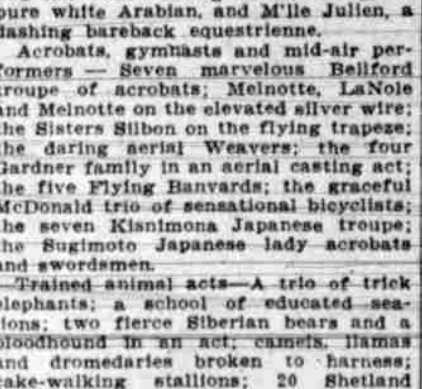 pure white Arabian, and M'lle Julien, a
dashing bareback equestrienne.
Acrobats, gymnasts and mid-air per-
formers — Seven marvelous Bellford
troupe of acrobats; Melnotte, LaNole
and Melnotte on the elevated silver wire;
the Sisters Silbon on the flying trapeze;
the daring aerial Weavers; the four
Gardner family in an aerial casting act;
the five Flying Banvards; the graceful
McDonald trio of sensational bicyclists;
the seven Kisnimona Japanese troupe;
the Sugimoto Japanese lady acrobats
and swordsmen.
Trained animal acts—A trio of trick
elephants; a school of educated sea-
lions; two fierce Siberian bears and a
bloodhound in an act; camels, llamas
and dromedaries broken to harness;
cake-walking stallions; 20 Shetland